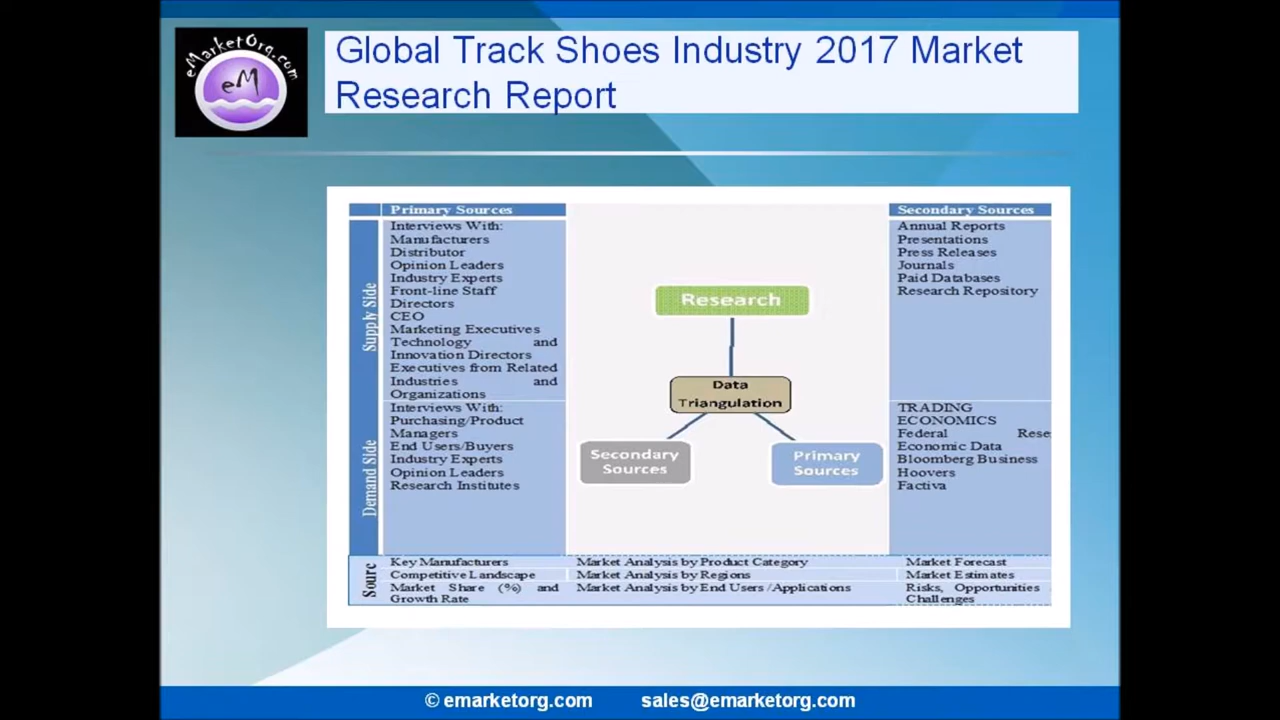 eMarketOrg.com
eM
Global Track Shoes Industry 2017 Market
Research Report
Primary Sources
Supply Side
Interviews With:
Manufacturers
Distributor
Opinion Leaders
Industry Experts
Front-line Staff
Directors
CEO
Marketing Executives
Technology and
Innovation Directors
Executives from Related
Industries and
Organizations
Demand Side
Interviews With:
Purchasing/Product
Managers
End Users/Buyers
Industry Experts
Opinion Leaders
Research Institutes
Research
Data
Triangulation
Secondary
Sources
Primary
Sources
Secondary Sources
Annual Reports
Presentations
Press Releases
Journals
Paid Databases
Research Repository
TRADING
ECONOMICS
Federal Rese
Economic Data
Bloomberg Business
Hoovers
Factiva
Sourc
Key Manufacturers
Competitive Landscape
Market Share (%) and
Growth Rate
Market Analysis by Product Category
Market Analysis by Regions
Market Analysis by End Users /Applications
Market Forecast
Market Estimates
Risks, Opportunities
Challenges
© emarketorg.com sales@emarketorg.com